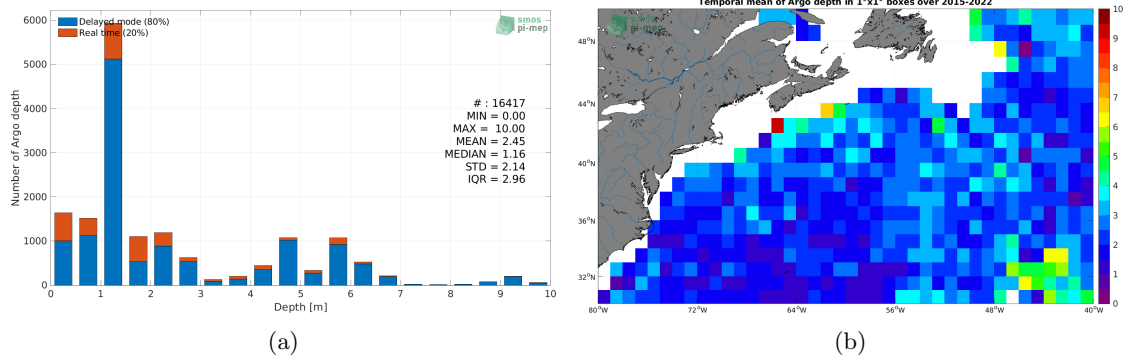 Delayed mode (80%)
Real time (20%)
smos
pi-mep
# : 16417
MIN = 0.00
MAX = 10.00
MEAN = 2.45
MEDIAN = 1.16
STD = 2.14
IQR = 2.96
Number of Argo depth
6000
5000
4000
3000
2000
1000
0
0 1 2 3 4 5 6 7 8 9 10
Depth [m]
(a)
Temporal mean of Argo depth in 1°x1° boxes over 2015-2022
smos
pi-mep
48°N
44°N
40°N
36°N
32°N
80°W 72°W 64°W 56°W 48°W 40°W
10
9
8
7
6
5
4
3
2
1
0
(b)